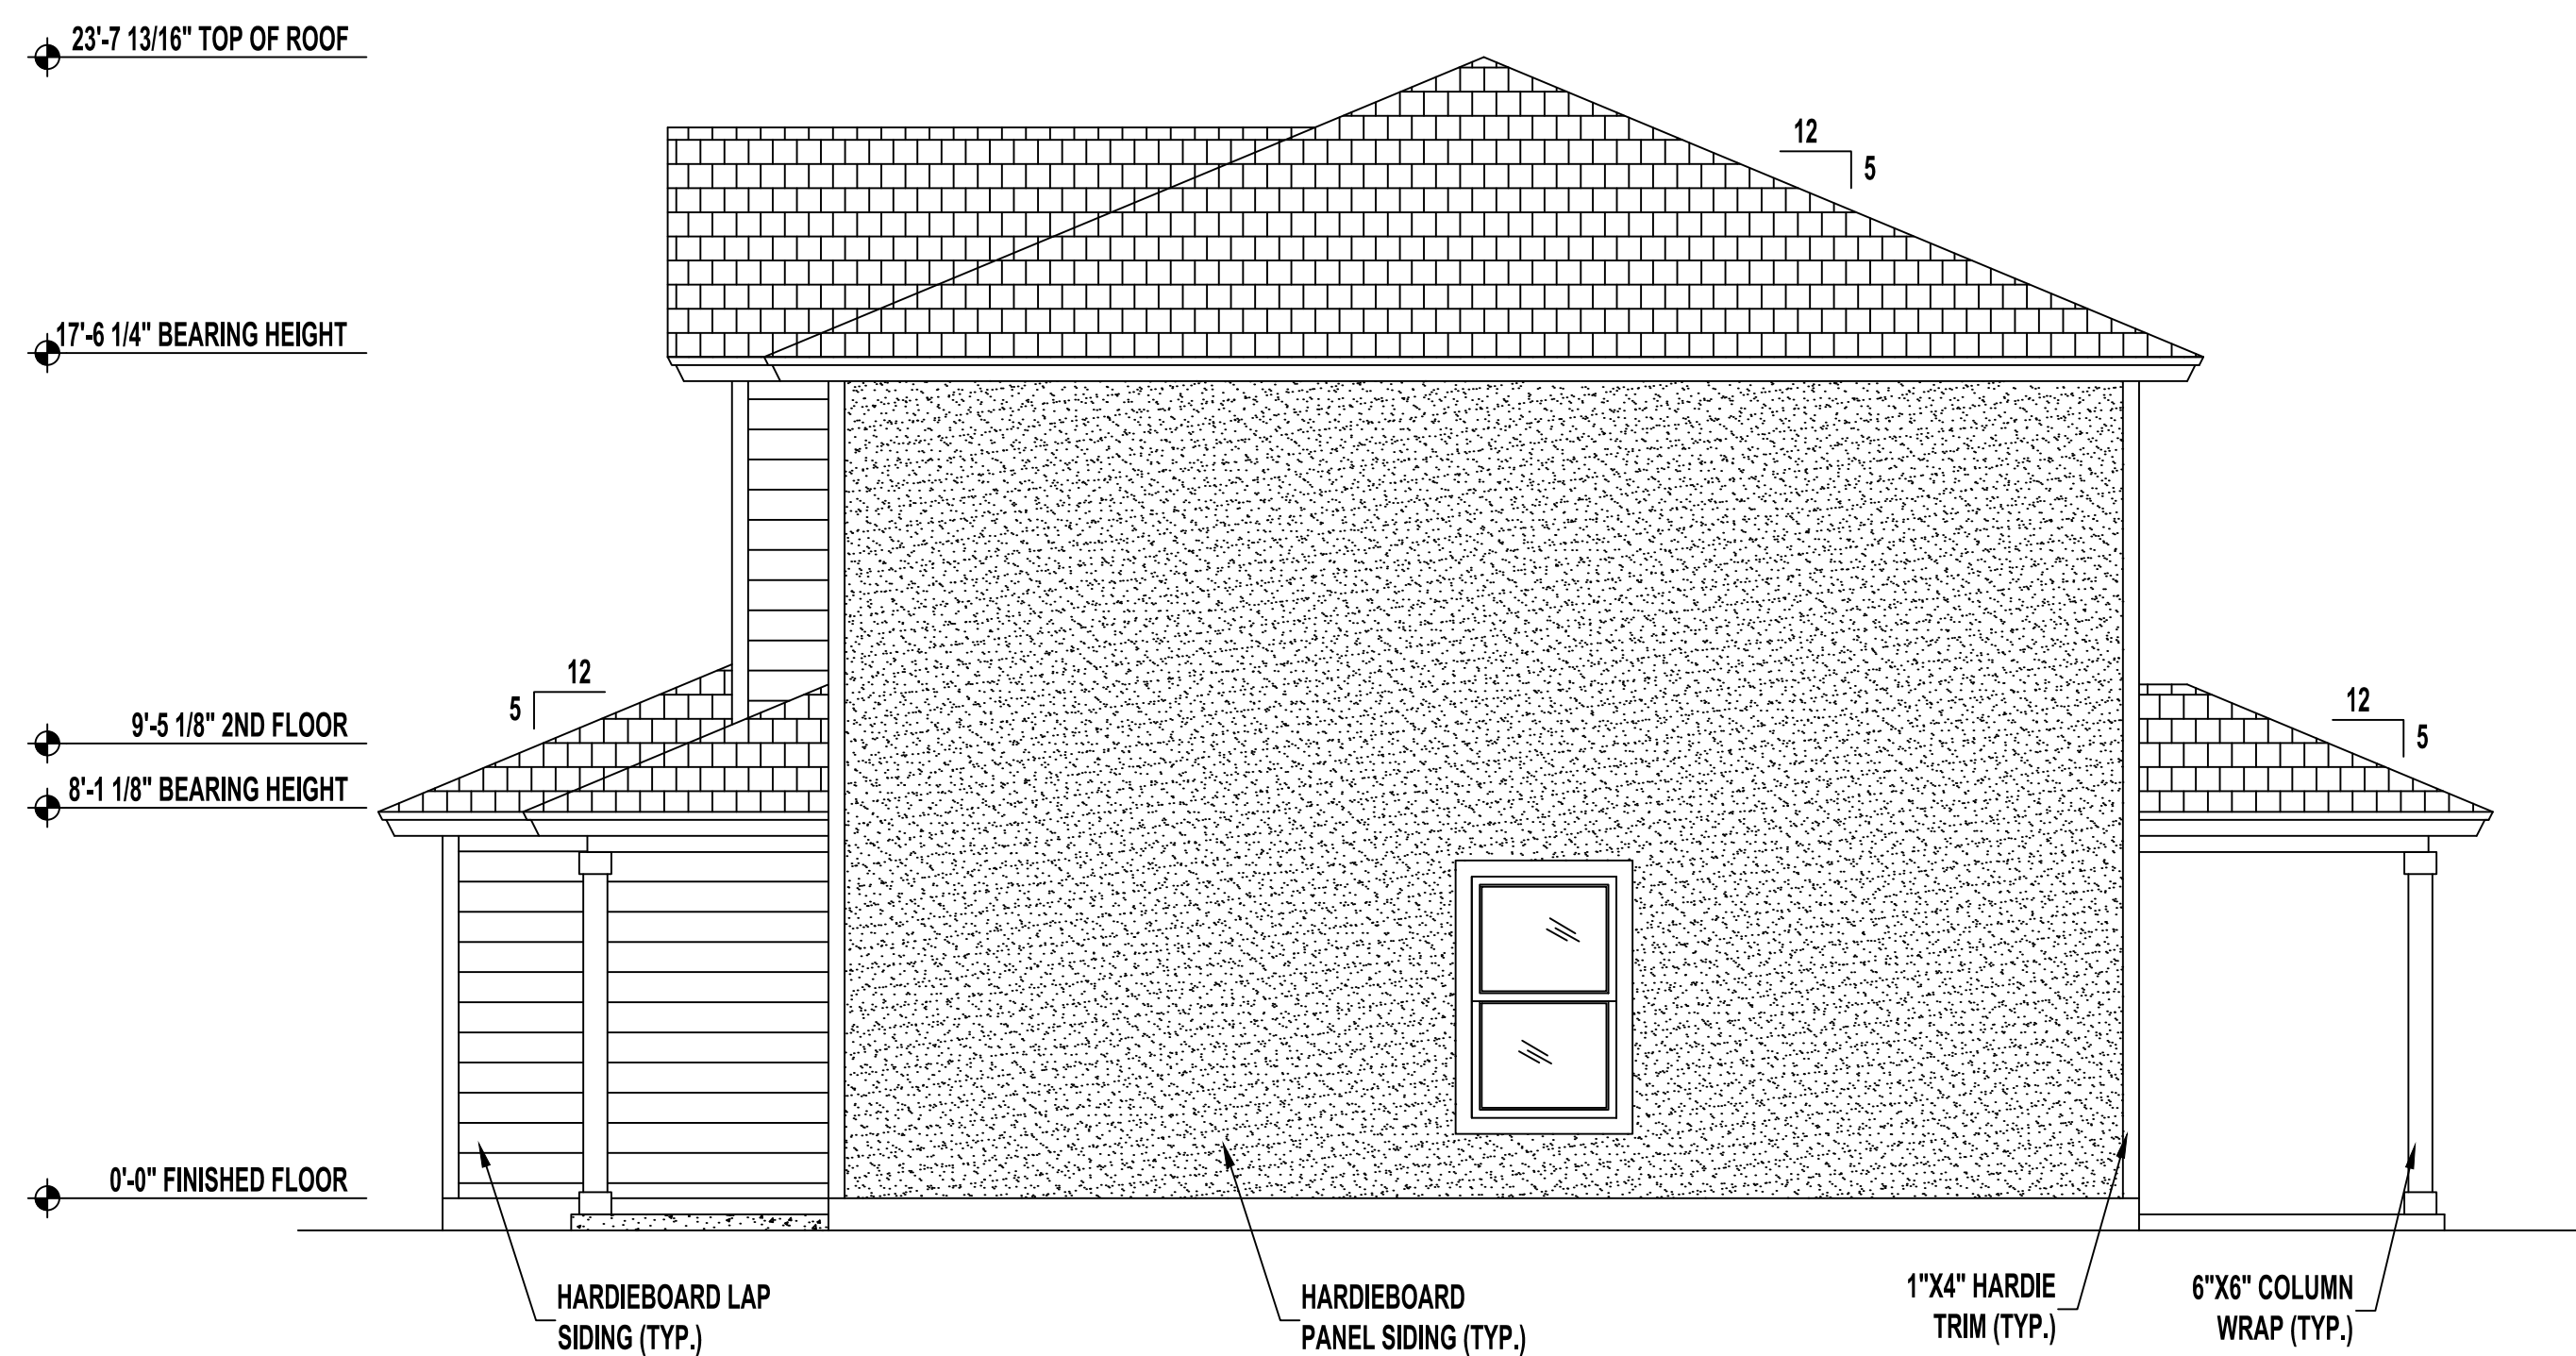 23'-7 13/16" TOP OF ROOF
12
5
17'-6 1/4" BEARING HEIGHT
12
5
12
5
9'-5 1/8" 2ND FLOOR
8'-1 1/8" BEARING HEIGHT
0'-0" FINISHED FLOOR
HARDIEBOARD LAP
SIDING (TYP.)
HARDIEBOARD
PANEL SIDING (TYP.)
1"X4" HARDIE
TRIM (TYP.)
6"X6" COLUMN
WRAP (TYP.)